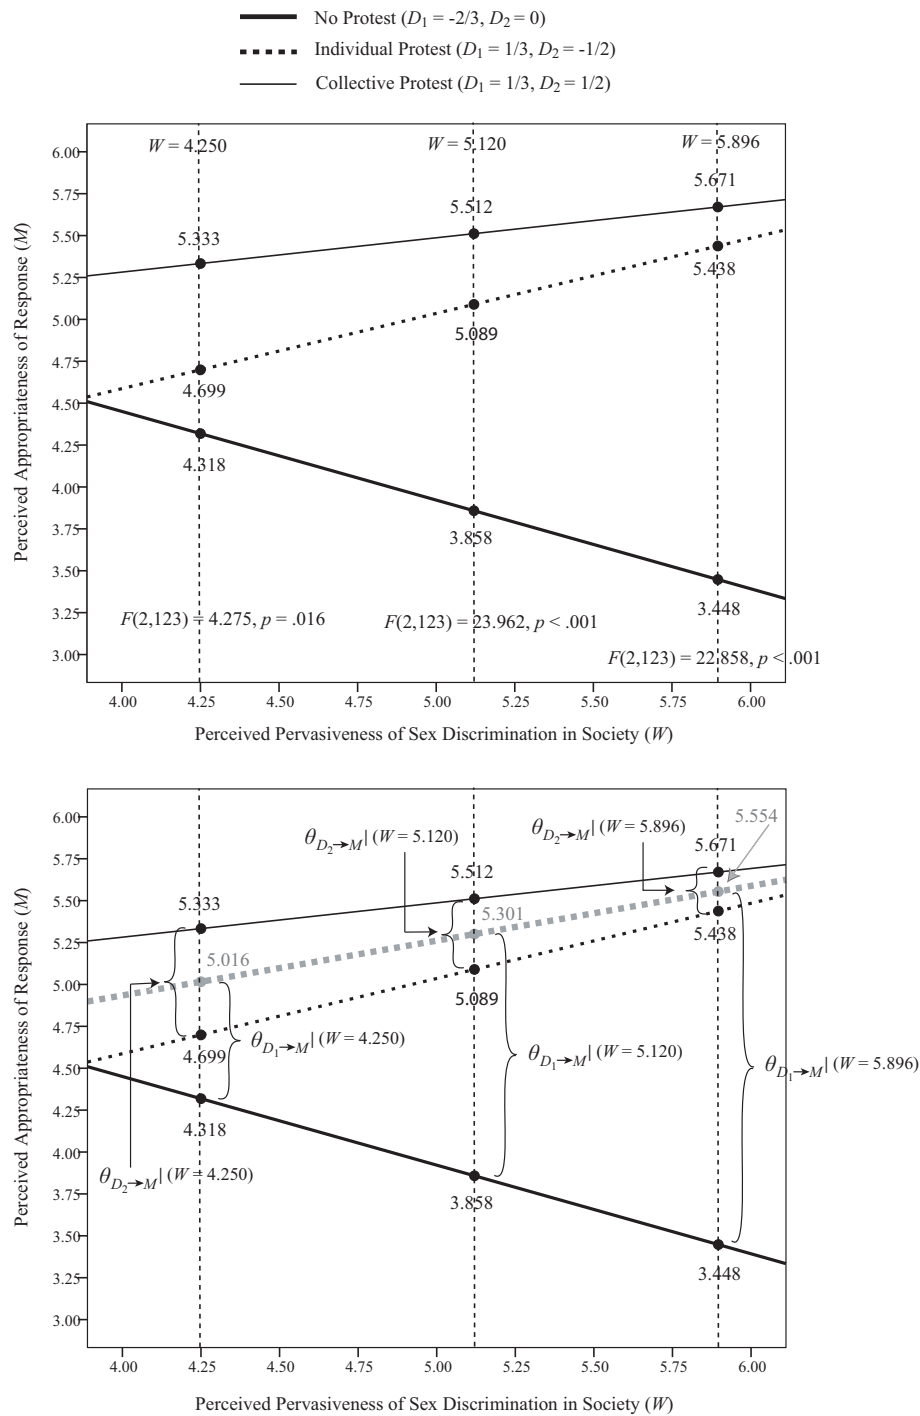 No Protest (D₁ = -2/3, D₂ = 0)
Individual Protest (D₁ = 1/3, D₂ = -1/2)
Collective Protest (D₁ = 1/3, D₂ = 1/2)
W = 4.250
W = 5.120
W = 5.896
6.00
5.75
5.50
5.25
5.00
4.75
4.50
4.25
4.00
3.75
3.50
3.25
3.00
Perceived Appropriateness of Response (M)
5.333
5.512
5.671
4.699
5.089
5.438
4.318
3.858
3.448
F(2,123) = 4.275, p = .016
F(2,123) = 23.962, p < .001
F(2,123) = 22.858, p < .001
4.00 4.25 4.50 4.75 5.00 5.25 5.50 5.75 6.00
Perceived Pervasiveness of Sex Discrimination in Society (W)
6.00
5.75
5.50
5.25
5.00
4.75
4.50
4.25
4.00
3.75
3.50
3.25
3.00
Perceived Appropriateness of Response (M)
θD₂→M| (W = 5.120)
θD₂→M| (W = 5.896)
5.554
5.333
5.512
5.671
5.016
5.301
5.438
4.699
5.089
θD₁→M| (W = 4.250)
θD₁→M| (W = 5.120)
θD₁→M| (W = 5.896)
4.318
θD₂→M| (W = 4.250)
3.858
3.448
4.00 4.25 4.50 4.75 5.00 5.25 5.50 5.75 6.00
Perceived Pervasiveness of Sex Discrimination in Society (W)